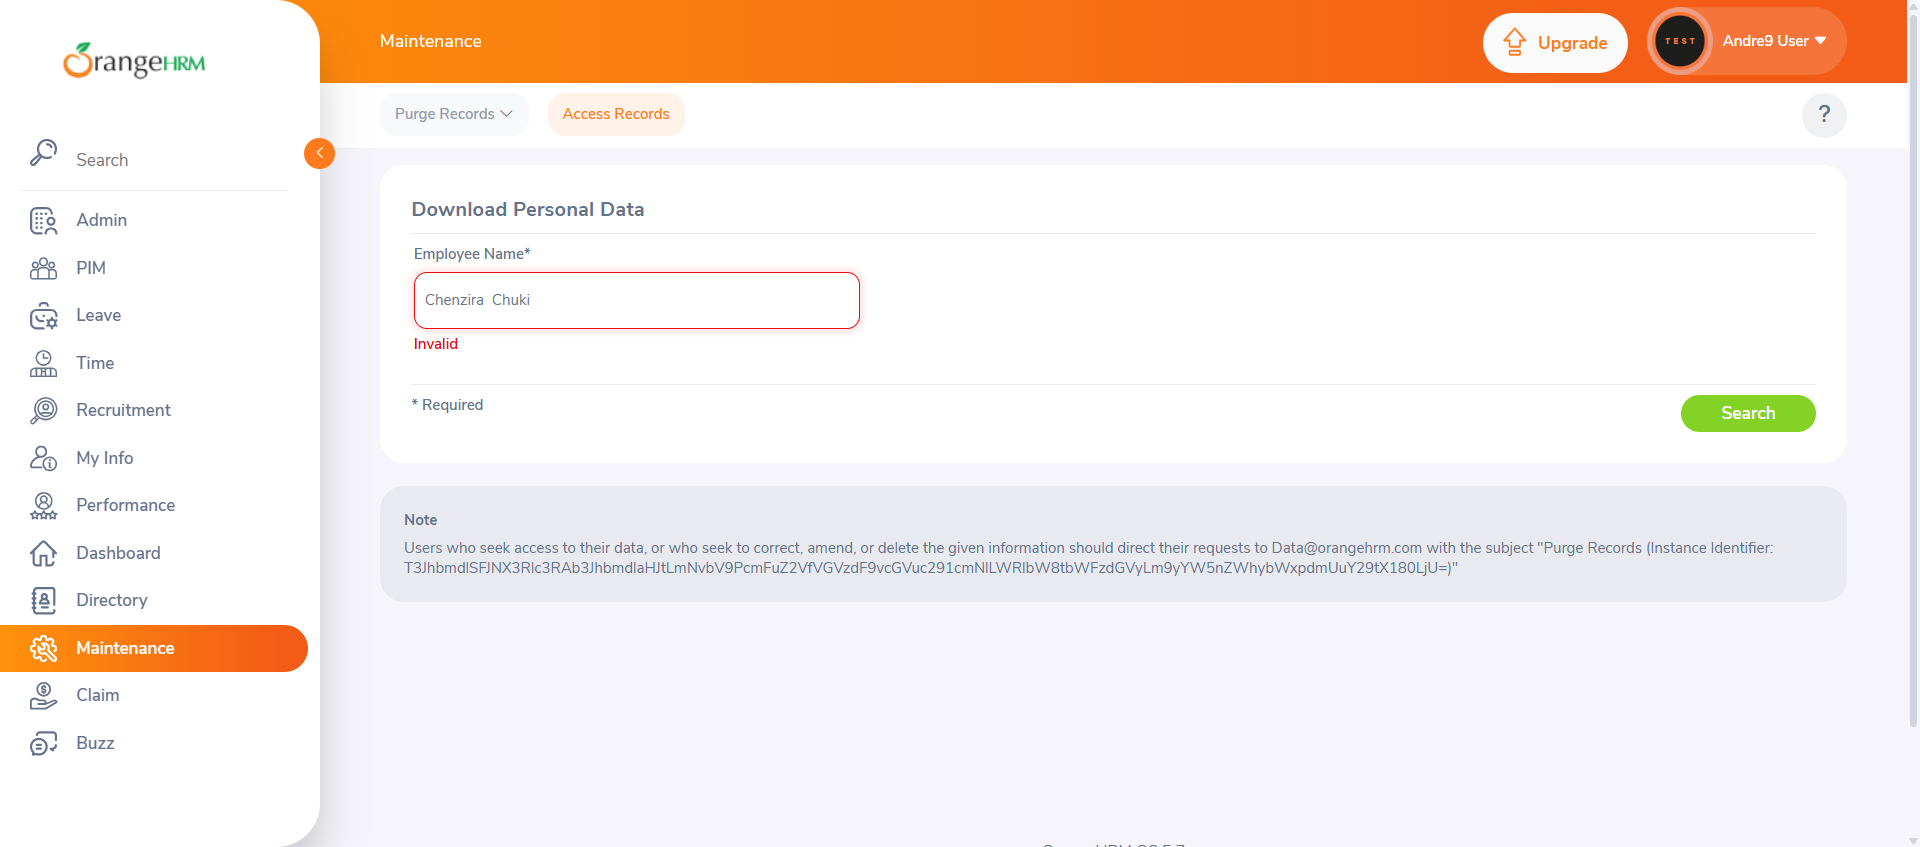 OrangeHRM
Maintenance
Upgrade
TEST
Andre9 User
Purge Records
Access Records
?
Search
Admin
PIM
Leave
Time
Recruitment
My Info
Performance
Dashboard
Directory
Maintenance
Claim
Buzz
Download Personal Data
Employee Name*
Chenzira  Chuki
Invalid
* Required
Search
Note
Users who seek access to their data, or who seek to correct, amend, or delete the given information should direct their requests to Data@orangehrm.com with the subject "Purge Records (Instance Identifier: